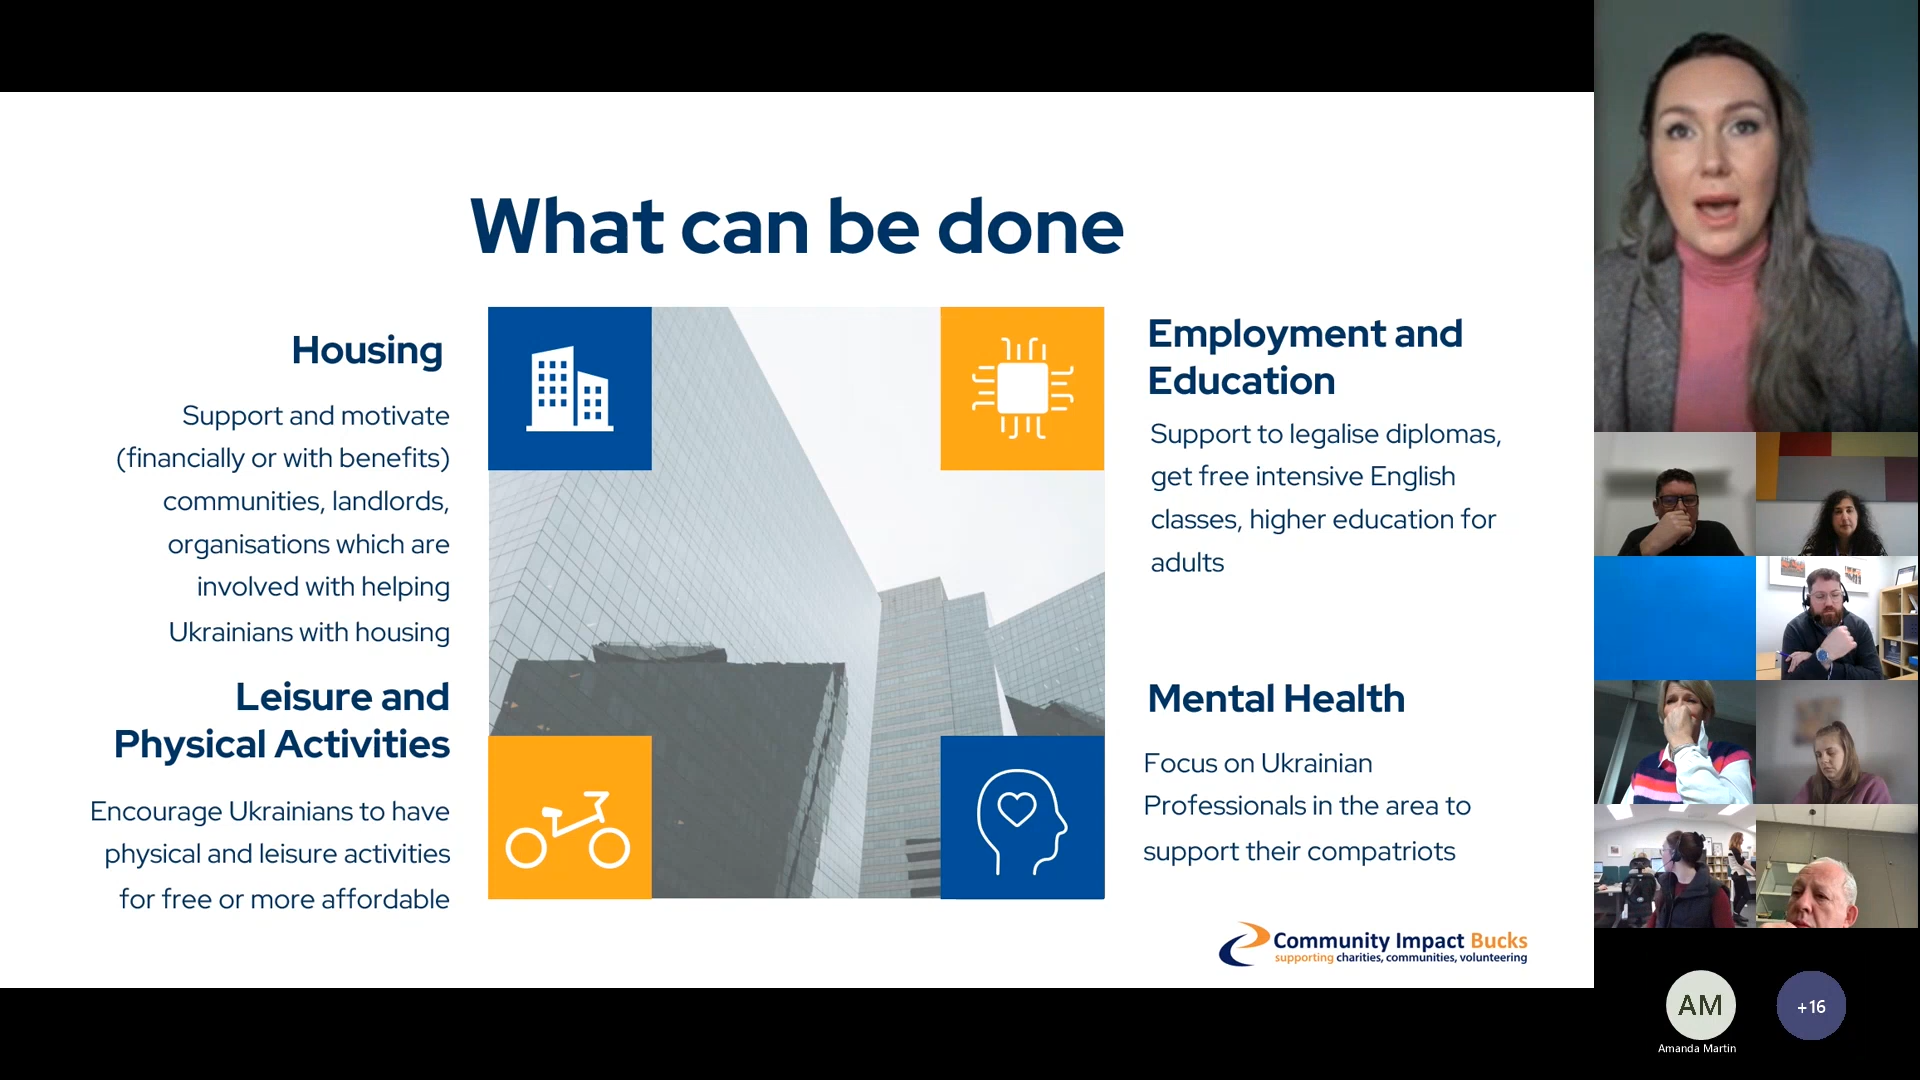 What can be done
Housing
Support and motivate
(financially or with benefits)
communities, landlords,
organisations which are
involved with helping
Ukrainians with housing
Employment and
Education
Support to legalise diplomas,
get free intensive English
classes, higher education for
adults
Leisure and
Physical Activities
Encourage Ukrainians to have
physical and leisure activities
for free or more affordable
Mental Health
Focus on Ukrainian
Professionals in the area to
support their compatriots
Community Impact Bucks
supporting charities, communities, volunteering
AM
Amanda Martin
+16